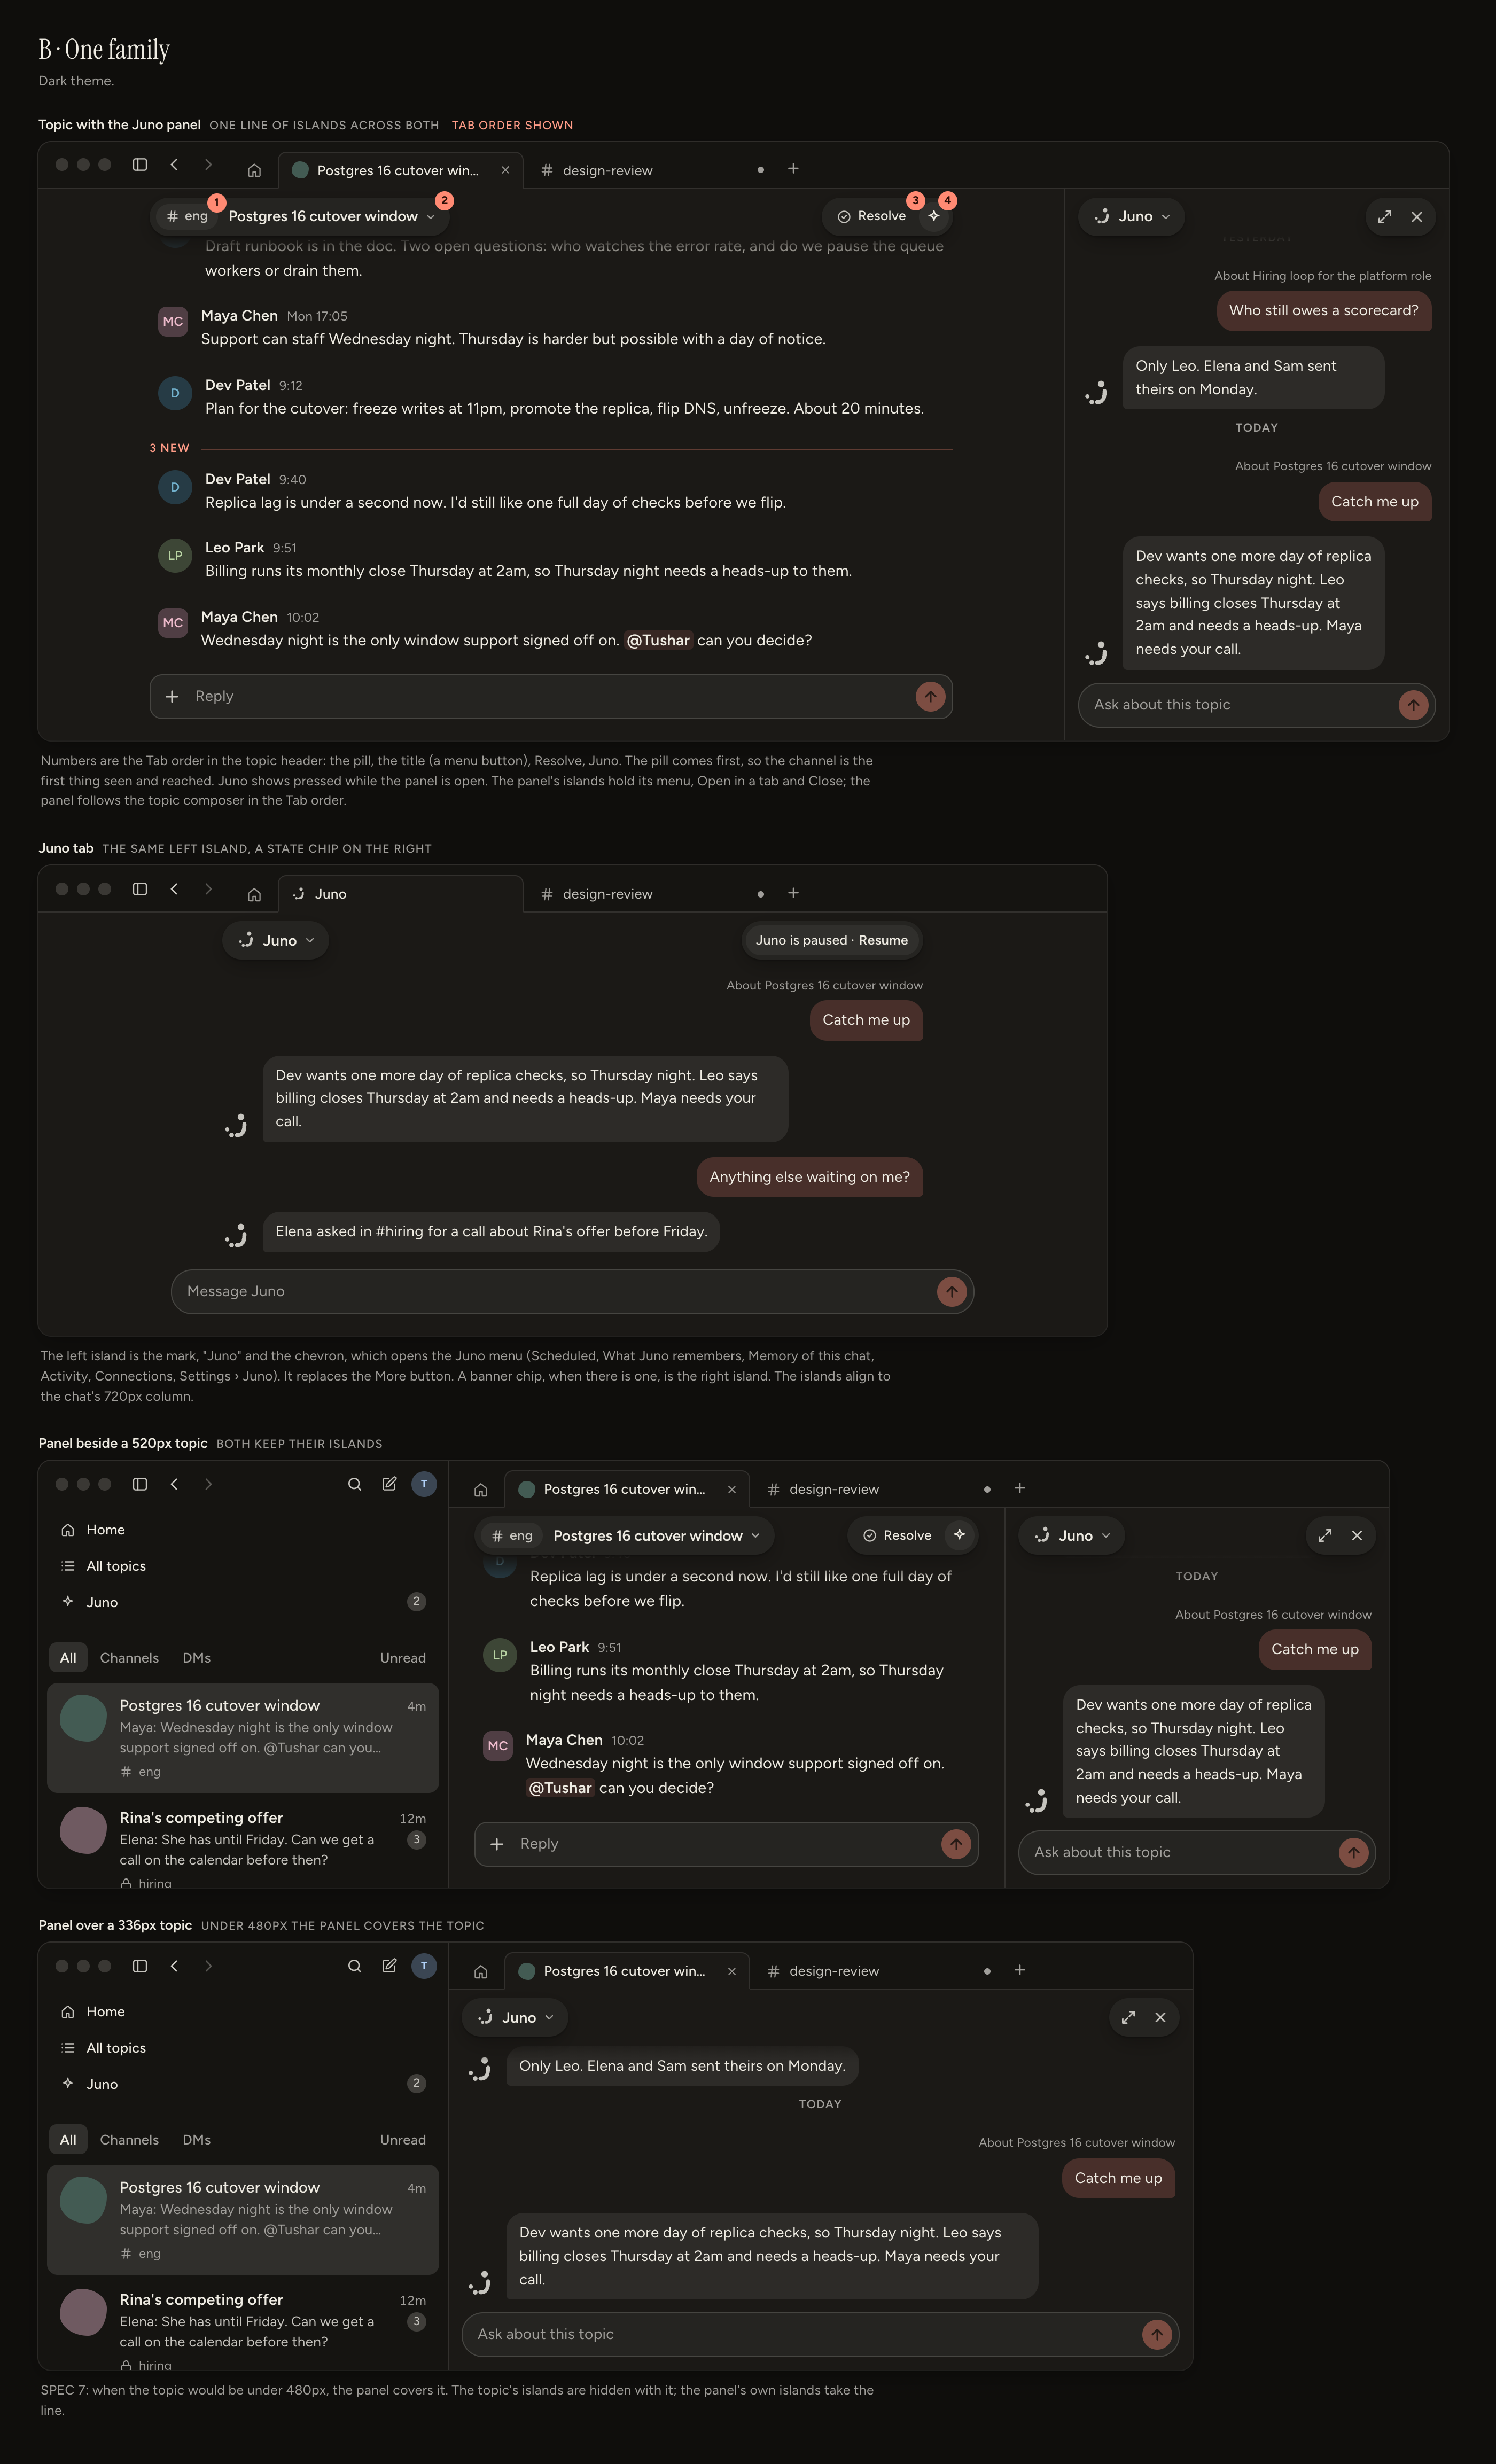 B · One family
Dark theme.
Topic with the Juno panel ONE LINE OF ISLANDS ACROSS BOTH TAB ORDER SHOWN
Postgres 16 cutover win...
# design-review
# eng
1
Postgres 16 cutover window
2
Resolve
3
4
Draft runbook is in the doc. Two open questions: who watches the error rate, and do we pause the queue
workers or drain them.
MC
Maya Chen Mon 17:05
Support can staff Wednesday night. Thursday is harder but possible with a day of notice.
D
Dev Patel 9:12
Plan for the cutover: freeze writes at 11pm, promote the replica, flip DNS, unfreeze. About 20 minutes.
3 NEW
D
Dev Patel 9:40
Replica lag is under a second now. I'd still like one full day of checks before we flip.
LP
Leo Park 9:51
Billing runs its monthly close Thursday at 2am, so Thursday night needs a heads-up to them.
MC
Maya Chen 10:02
Wednesday night is the only window support signed off on. @Tushar can you decide?
Reply
Juno
YESTERDAY
About Hiring loop for the platform role
Who still owes a scorecard?
Only Leo. Elena and Sam sent
theirs on Monday.
TODAY
About Postgres 16 cutover window
Catch me up
Dev wants one more day of replica
checks, so Thursday night. Leo
says billing closes Thursday at
2am and needs a heads-up. Maya
needs your call.
Ask about this topic
Numbers are the Tab order in the topic header: the pill, the title (a menu button), Resolve, Juno. The pill comes first, so the channel is the
first thing seen and reached. Juno shows pressed while the panel is open. The panel's islands hold its menu, Open in a tab and Close; the
panel follows the topic composer in the Tab order.
Juno tab THE SAME LEFT ISLAND, A STATE CHIP ON THE RIGHT
Juno
# design-review
Juno
Juno is paused · Resume
About Postgres 16 cutover window
Catch me up
Dev wants one more day of replica checks, so Thursday night. Leo says
billing closes Thursday at 2am and needs a heads-up. Maya needs your
call.
Anything else waiting on me?
Elena asked in #hiring for a call about Rina's offer before Friday.
Message Juno
The left island is the mark, "Juno" and the chevron, which opens the Juno menu (Scheduled, What Juno remembers, Memory of this chat,
Activity, Connections, Settings › Juno). It replaces the More button. A banner chip, when there is one, is the right island. The islands align to
the chat's 720px column.
Panel beside a 520px topic BOTH KEEP THEIR ISLANDS
T
Home
All topics
Juno 2
All Channels DMs Unread
Postgres 16 cutover window 4m
Maya: Wednesday night is the only window
support signed off on. @Tushar can you...
# eng
Rina's competing offer 12m
Elena: She has until Friday. Can we get a 3
call on the calendar before then?
hiring
Postgres 16 cutover win...
# design-review
# eng
Postgres 16 cutover window
Resolve
D
Replica lag is under a second now. I'd still like one full day of
checks before we flip.
LP
Leo Park 9:51
Billing runs its monthly close Thursday at 2am, so Thursday
night needs a heads-up to them.
MC
Maya Chen 10:02
Wednesday night is the only window support signed off on.
@Tushar can you decide?
Reply
Juno
TODAY
About Postgres 16 cutover window
Catch me up
Dev wants one more day of replica
checks, so Thursday night. Leo
says billing closes Thursday at
2am and needs a heads-up. Maya
needs your call.
Ask about this topic
Panel over a 336px topic UNDER 480PX THE PANEL COVERS THE TOPIC
T
Home
All topics
Juno 2
All Channels DMs Unread
Postgres 16 cutover window 4m
Maya: Wednesday night is the only window
support signed off on. @Tushar can you...
# eng
Rina's competing offer 12m
Elena: She has until Friday. Can we get a 3
call on the calendar before then?
hiring
Postgres 16 cutover win...
# design-review
Juno
Only Leo. Elena and Sam sent theirs on Monday.
TODAY
About Postgres 16 cutover window
Catch me up
Dev wants one more day of replica checks, so Thursday night. Leo says
billing closes Thursday at 2am and needs a heads-up. Maya needs your
call.
Ask about this topic
SPEC 7: when the topic would be under 480px, the panel covers it. The topic's islands are hidden with it; the panel's own islands take the
line.